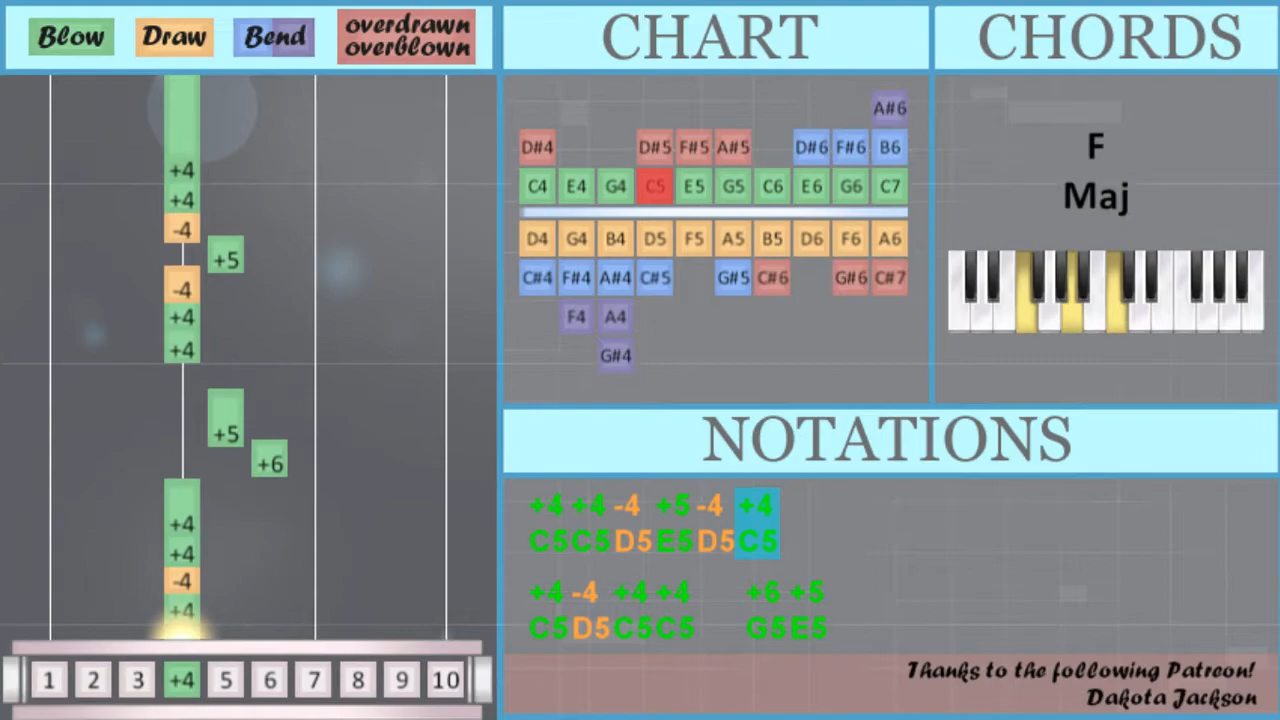 Blow Draw Bend overdrawn
overblown
CHART
CHORDS
+4
+4
-4
+5
-4
+4
+4
+5
+6
+4
+4
-4
+4
1 2 3 +4 5 6 7 8 9 10
A#6
D#4 D#5 F#5 A#5 D#6 F#6 B6
C4 E4 G4 C5 E5 G5 C6 E6 G6 C7
D4 G4 B4 D5 F5 A5 B5 D6 F6 A6
C#4 F#4 A#4 C#5 G#5 C#6 G#6 C#7
F4 A4
G#4
F
Maj
NOTATIONS
+4 +4 -4 +5 -4 +4
C5 C5 D5 E5 D5 C5
+4 -4 +4 +4 +6 +5
C5 D5 C5 C5 G5 E5
Thanks to the following Patreon!
Dakota Jackson